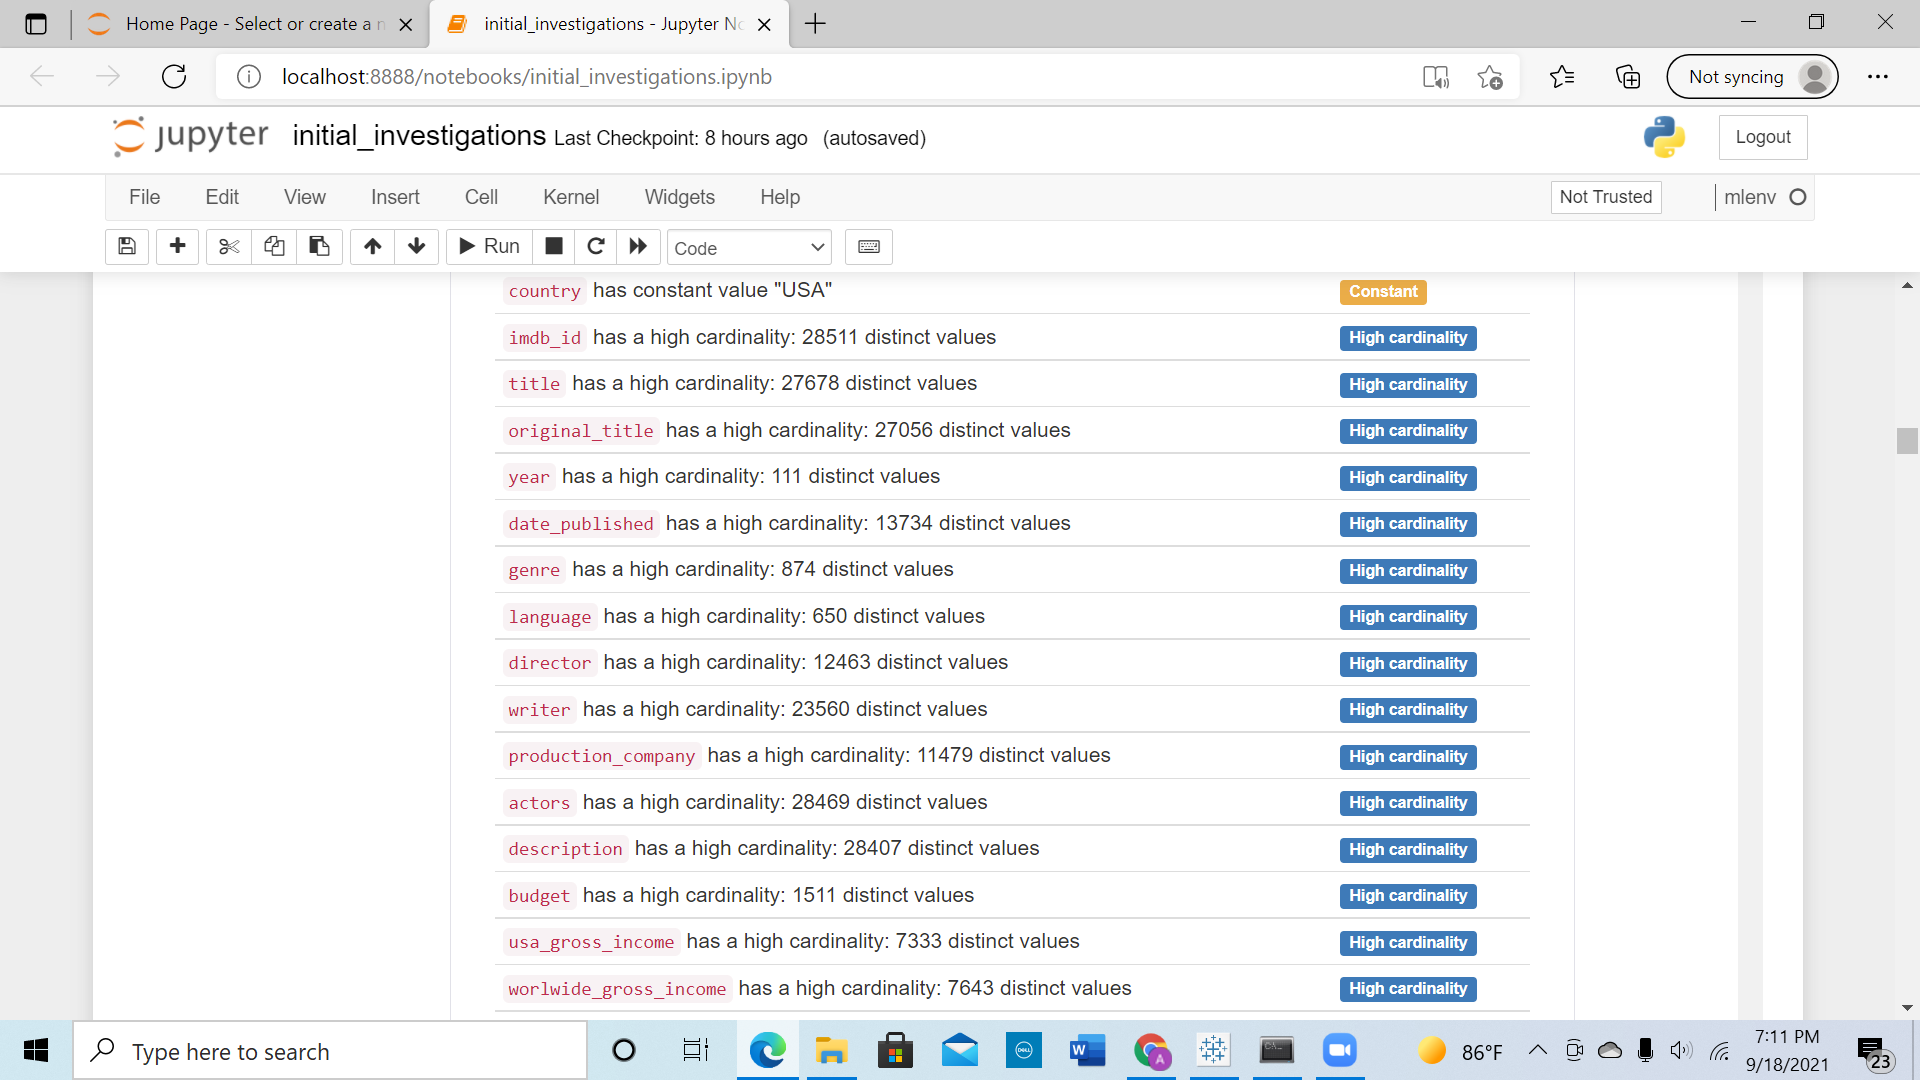 Home Page - Select or create a n
initial_investigations - Jupyter No
localhost:8888/notebooks/initial_investigations.ipynb
Not syncing
jupyter initial_investigations Last Checkpoint: 8 hours ago (autosaved)
Logout
File Edit View Insert Cell Kernel Widgets Help
Not Trusted
mlenv
Run
Code
country has constant value "USA" Constant
imdb_id has a high cardinality: 28511 distinct values High cardinality
title has a high cardinality: 27678 distinct values High cardinality
original_title has a high cardinality: 27056 distinct values High cardinality
year has a high cardinality: 111 distinct values High cardinality
date_published has a high cardinality: 13734 distinct values High cardinality
genre has a high cardinality: 874 distinct values High cardinality
language has a high cardinality: 650 distinct values High cardinality
director has a high cardinality: 12463 distinct values High cardinality
writer has a high cardinality: 23560 distinct values High cardinality
production_company has a high cardinality: 11479 distinct values High cardinality
actors has a high cardinality: 28469 distinct values High cardinality
description has a high cardinality: 28407 distinct values High cardinality
budget has a high cardinality: 1511 distinct values High cardinality
usa_gross_income has a high cardinality: 7333 distinct values High cardinality
worlwide_gross_income has a high cardinality: 7643 distinct values High cardinality
Type here to search
DELL
W
A
C:\_
86°F
7:11 PM
9/18/2021
23